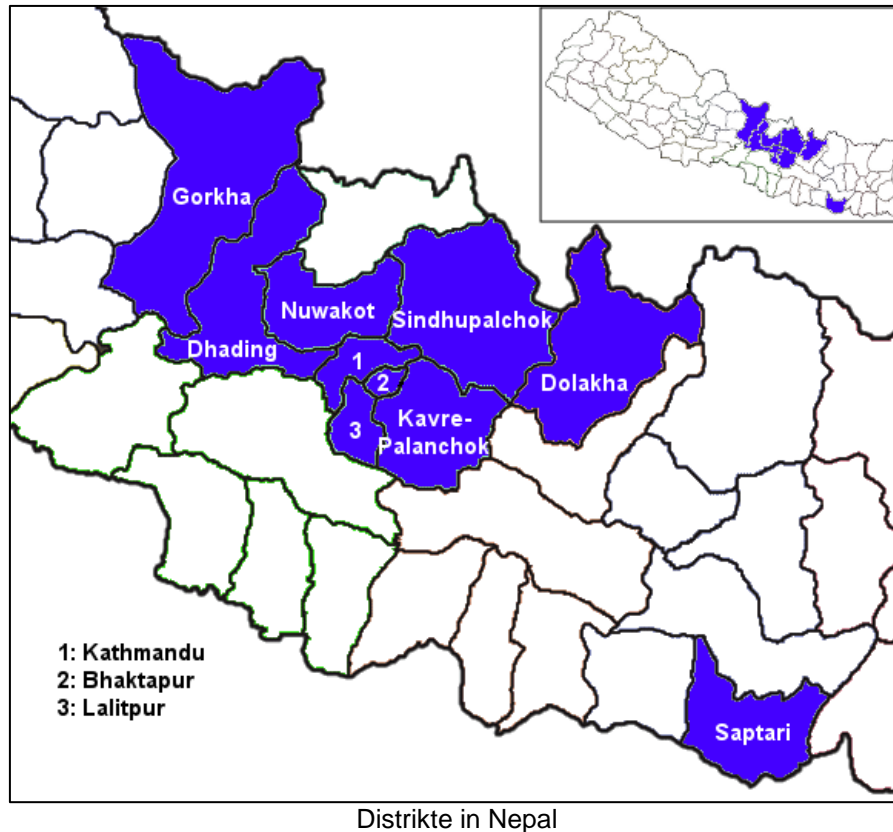 Gorkha
Nuwakot
Sindhupalchok
Dhading
1
Dolakha
2
Kavre-
Palanchok
3
1: Kathmandu
2: Bhaktapur
3: Lalitpur
Saptari
Distrikte in Nepal